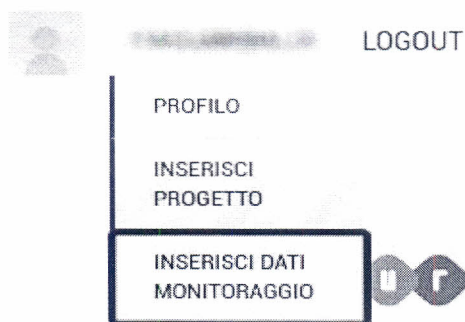 LOGOUT
PROFILO
INSERISCI
PROGETTO
INSERISCI DATI
MONITORAGGIO
u r